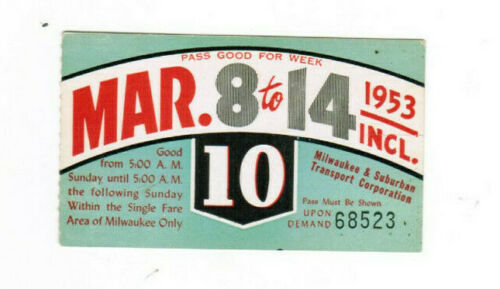 PASS GOOD FOR WEEK
MAR. 8 to 14 1953
INCL.
10
Good
from 5:00 A. M.
Sunday until 5:00 A. M.
the following Sunday
Within the Single Fare
Area of Milwaukee Only
Milwaukee & Suburban
Transport Corporation
Pass Must Be Shown
UPON
DEMAND 68523